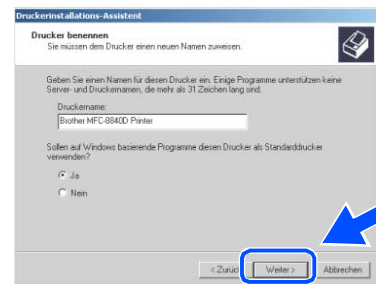 Druckerinstallations-Assistent
Drucker benennen
Sie müssen dem Drucker einen neuen Namen zuweisen.
Geben Sie einen Namen für diesen Drucker ein. Einige Programme unterstützen keine
Server- und Druckernamen, die mehr als 31 Zeichen lang sind.
Druckername:
Brother MFC-8840D Printer
Sollen auf Windows basierende Programme diesen Drucker als Standarddrucker
verwenden?
Ja
Nein
< Zurück Weiter > Abbrechen